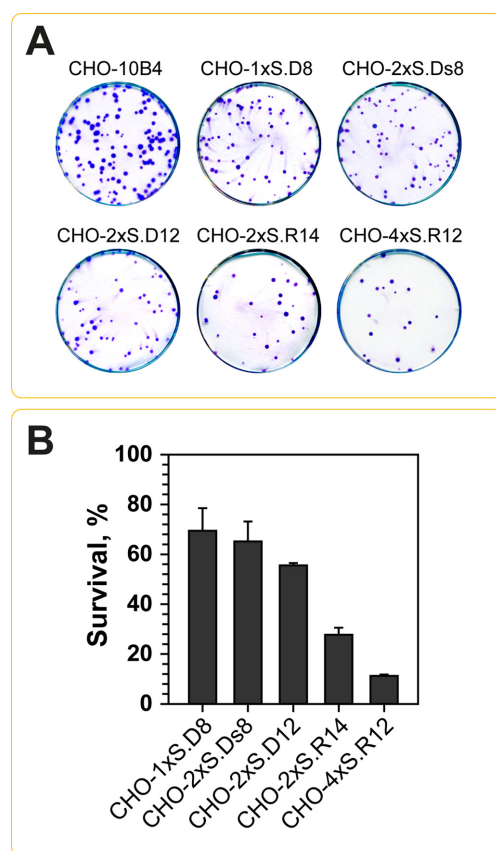 A
CHO-10B4 CHO-1xS.D8 CHO-2xS.Ds8
CHO-2xS.D12 CHO-2xS.R14 CHO-4xS.R12
B
Survival, %
100
80
60
40
20
0
CHO-1xS.D8
CHO-2xS.Ds8
CHO-2xS.D12
CHO-2xS.R14
CHO-4xS.R12